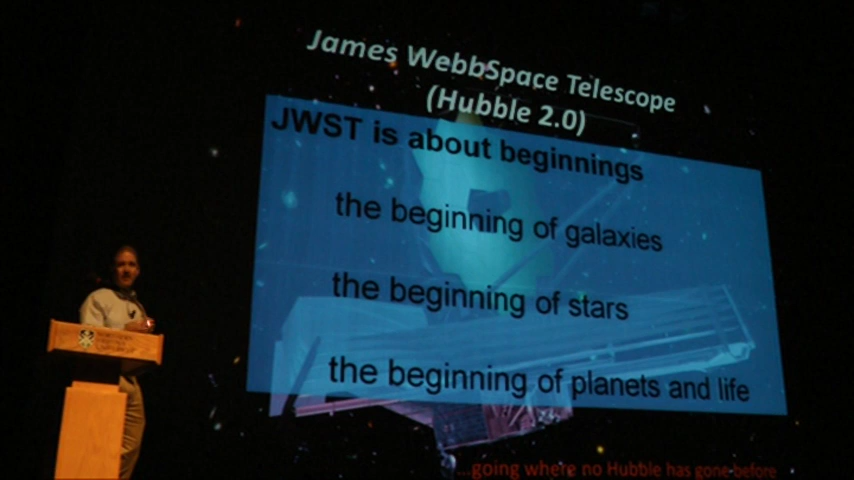 James WebbSpace Telescope
(Hubble 2.0)
JWST is about beginnings
the beginning of galaxies
the beginning of stars
the beginning of planets and life
...going where no Hubble has gone before